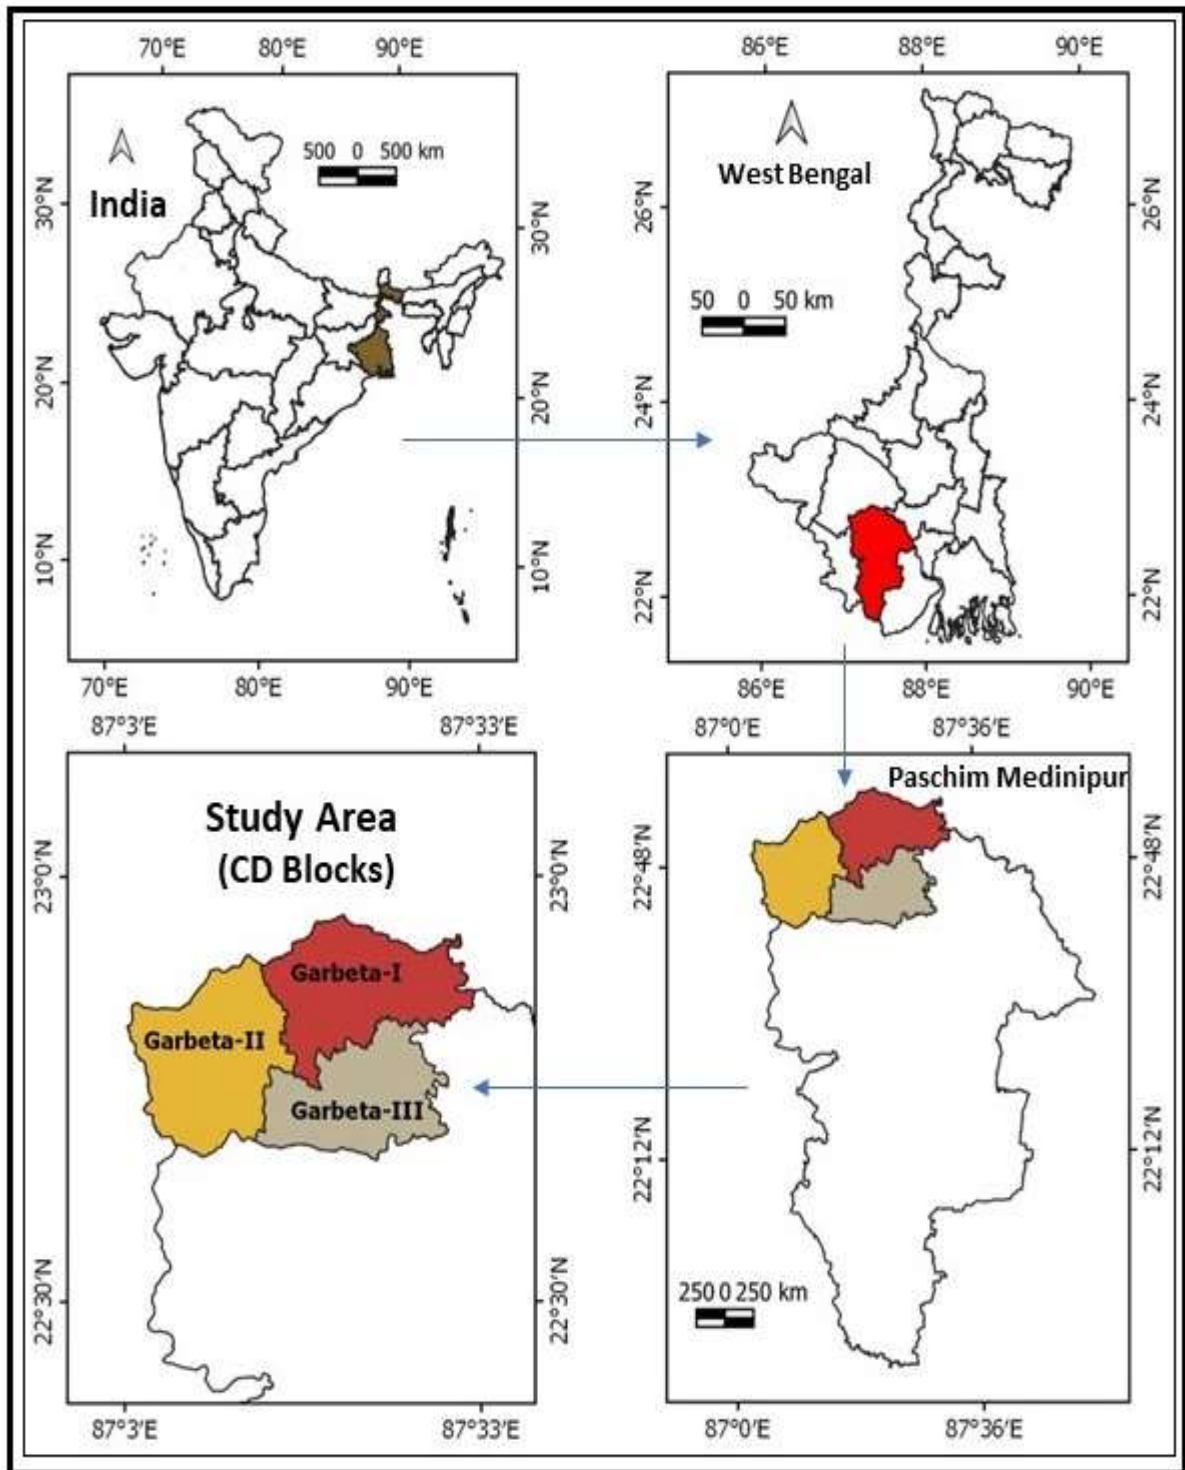 70°E 80°E 90°E
500 0 500 km
India
30°N
20°N
10°N
30°N
20°N
10°N
70°E 80°E 90°E
86°E 88°E 90°E
West Bengal
50 0 50 km
26°N
24°N
22°N
26°N
24°N
22°N
86°E 88°E 90°E
87°3'E 87°33'E
Study Area
(CD Blocks)
23°0'N
22°30'N
23°0'N
22°30'N
Garbeta-I
Garbeta-II
Garbeta-III
87°3'E 87°33'E
87°0'E 87°36'E
Paschim Medinipur
22°48'N
22°12'N
22°48'N
22°12'N
250 0 250 km
87°0'E 87°36'E